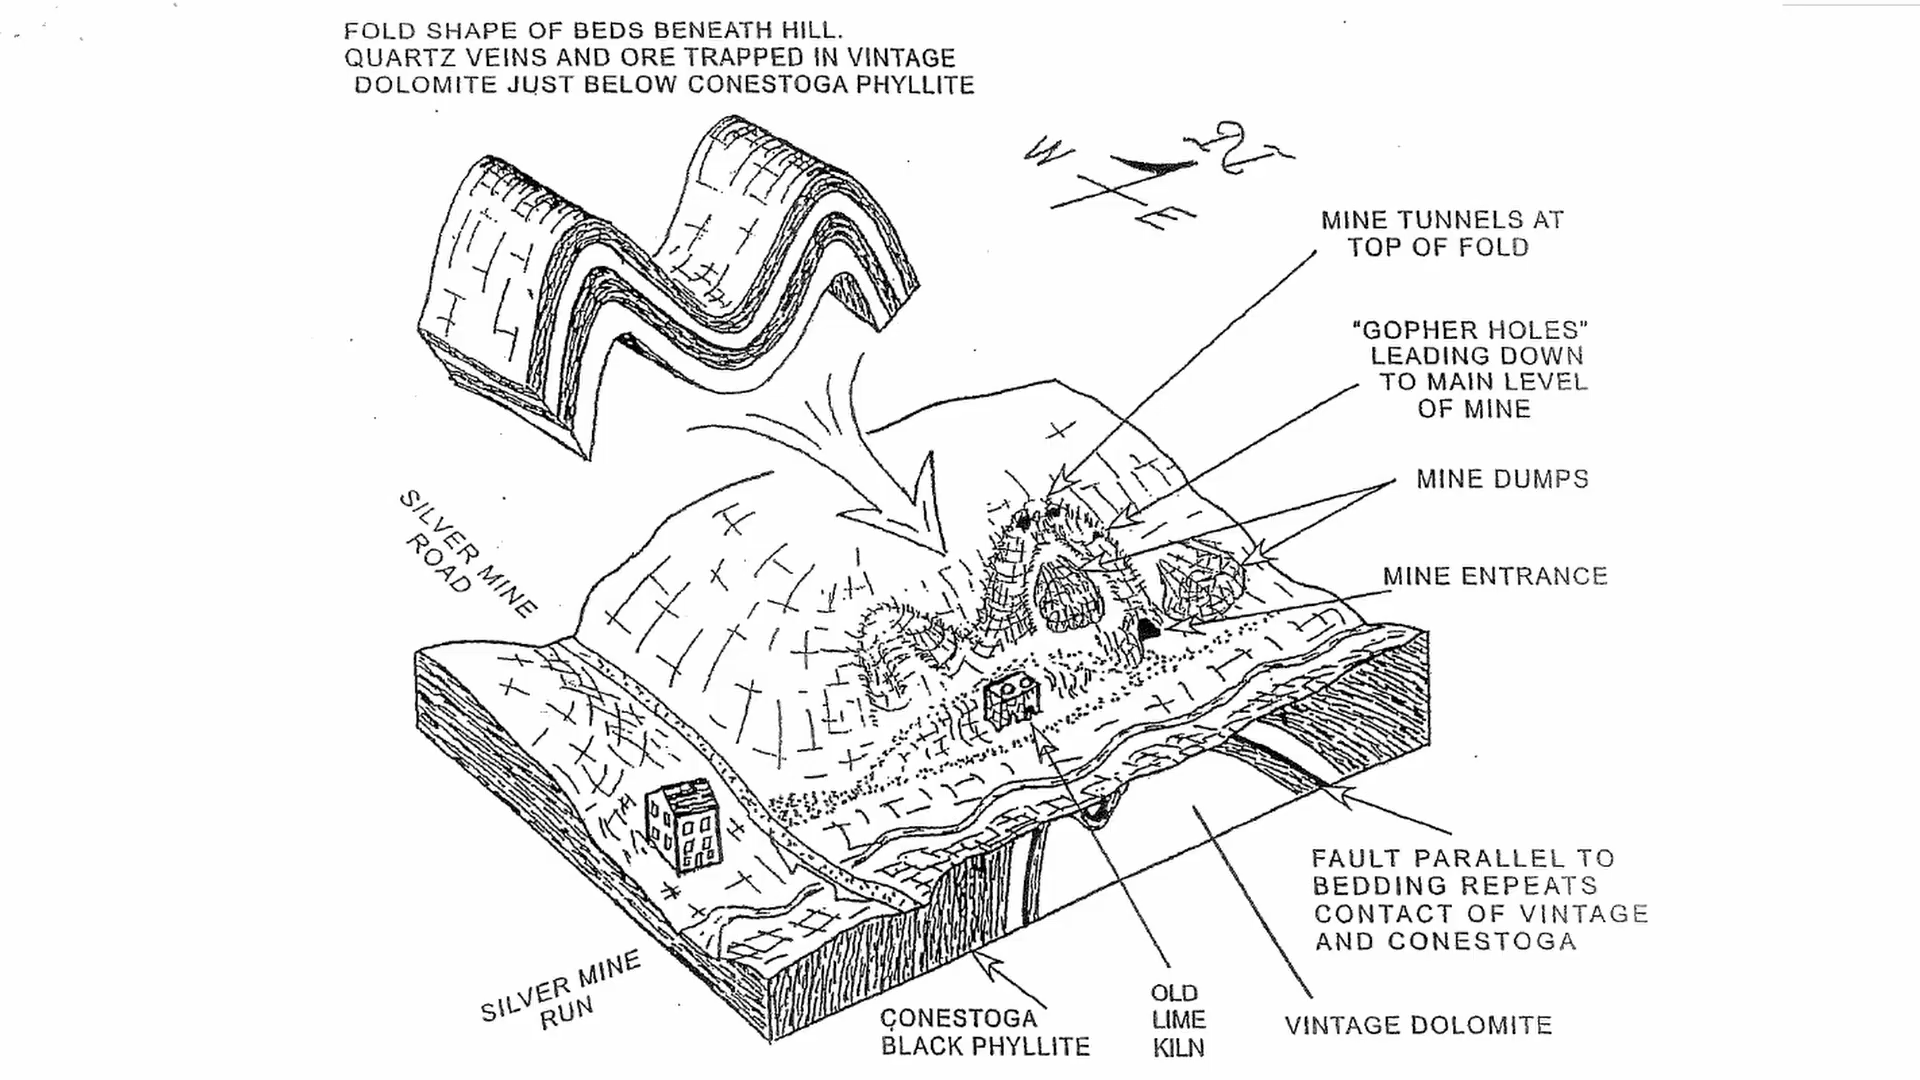 FOLD SHAPE OF BEDS BENEATH HILL.
QUARTZ VEINS AND ORE TRAPPED IN VINTAGE
DOLOMITE JUST BELOW CONESTOGA PHYLLITE
W
N
E
MINE TUNNELS AT
TOP OF FOLD
"GOPHER HOLES"
LEADING DOWN
TO MAIN LEVEL
OF MINE
MINE DUMPS
SILVER MINE
ROAD
MINE ENTRANCE
FAULT PARALLEL TO
BEDDING REPEATS
CONTACT OF VINTAGE
AND CONESTOGA
SILVER MINE
RUN
CONESTOGA
BLACK PHYLLITE
OLD
LIME
KILN
VINTAGE DOLOMITE